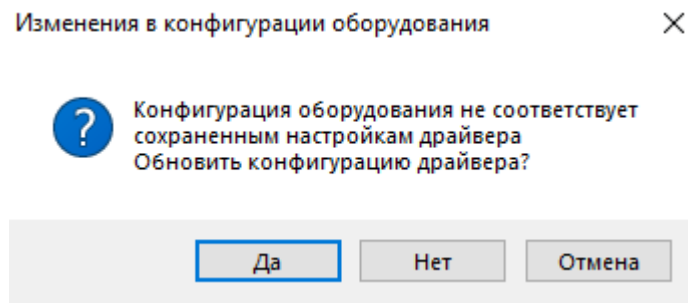 Изменения в конфигурации оборудования
Конфигурация оборудования не соответствует
сохраненным настройкам драйвера
Обновить конфигурацию драйвера?
Да Нет Отмена